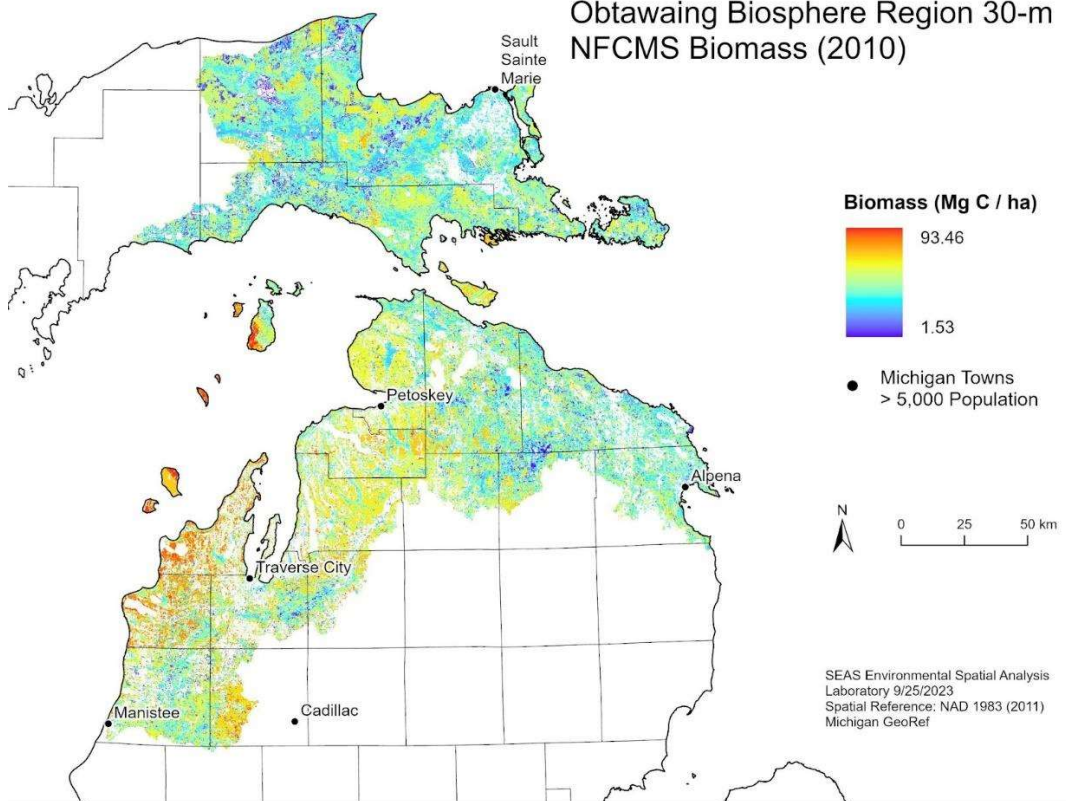 Obtawaing Biosphere Region 30-m
NFCMS Biomass (2010)
Sault
Sainte
Marie
Biomass (Mg C / ha)
93.46
1.53
Michigan Towns
> 5,000 Population
Petoskey
Alpena
N
0 25 50 km
Traverse City
Manistee
Cadillac
SEAS Environmental Spatial Analysis
Laboratory 9/25/2023
Spatial Reference: NAD 1983 (2011)
Michigan GeoRef